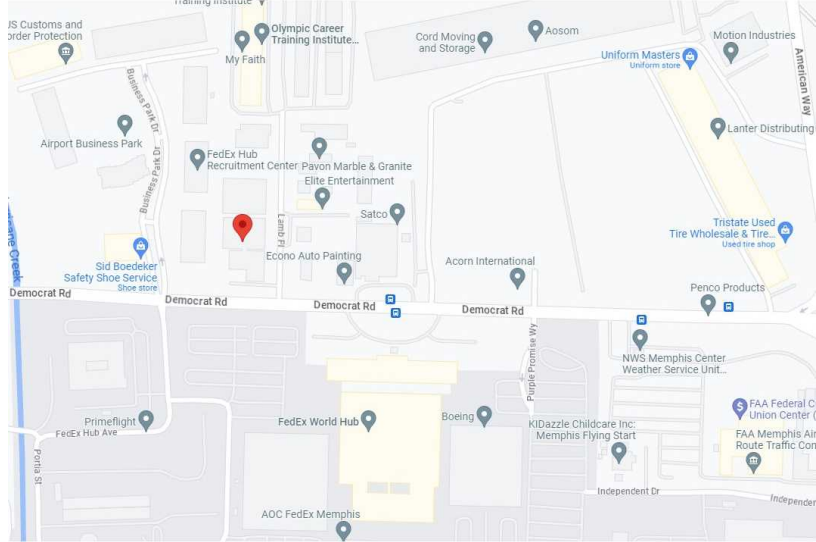 Training Institute
US Customs and
order Protection
Olympic Career
Training Institute...
My Faith
Cord Moving
and Storage
Aosom
Uniform Masters
Uniform store
Motion Industries
American Way
Business Park Dr
Airport Business Park
FedEx Hub
Recruitment Center
Pavon Marble & Granite
Elite Entertainment
Lanter Distributing
Business Park Dr
Lamb Pl
Satco
Tristate Used
Tire Wholesale & Tire...
Used tire shop
Sid Boedeker
Safety Shoe Service
Shoe store
Econo Auto Painting
Acorn International
Penco Products
Democrat Rd
Democrat Rd
Democrat Rd
Democrat Rd
Purple Promise Wy
NWS Memphis Center
Weather Service Unit...
Primeflight
FedEx Hub Ave
FedEx World Hub
Boeing
KIDazzle Childcare Inc:
Memphis Flying Start
FAA Federal C
Union Center (
FAA Memphis Air
Route Traffic Con
Portia St
Independent Dr
Independen
AOC FedEx Memphis